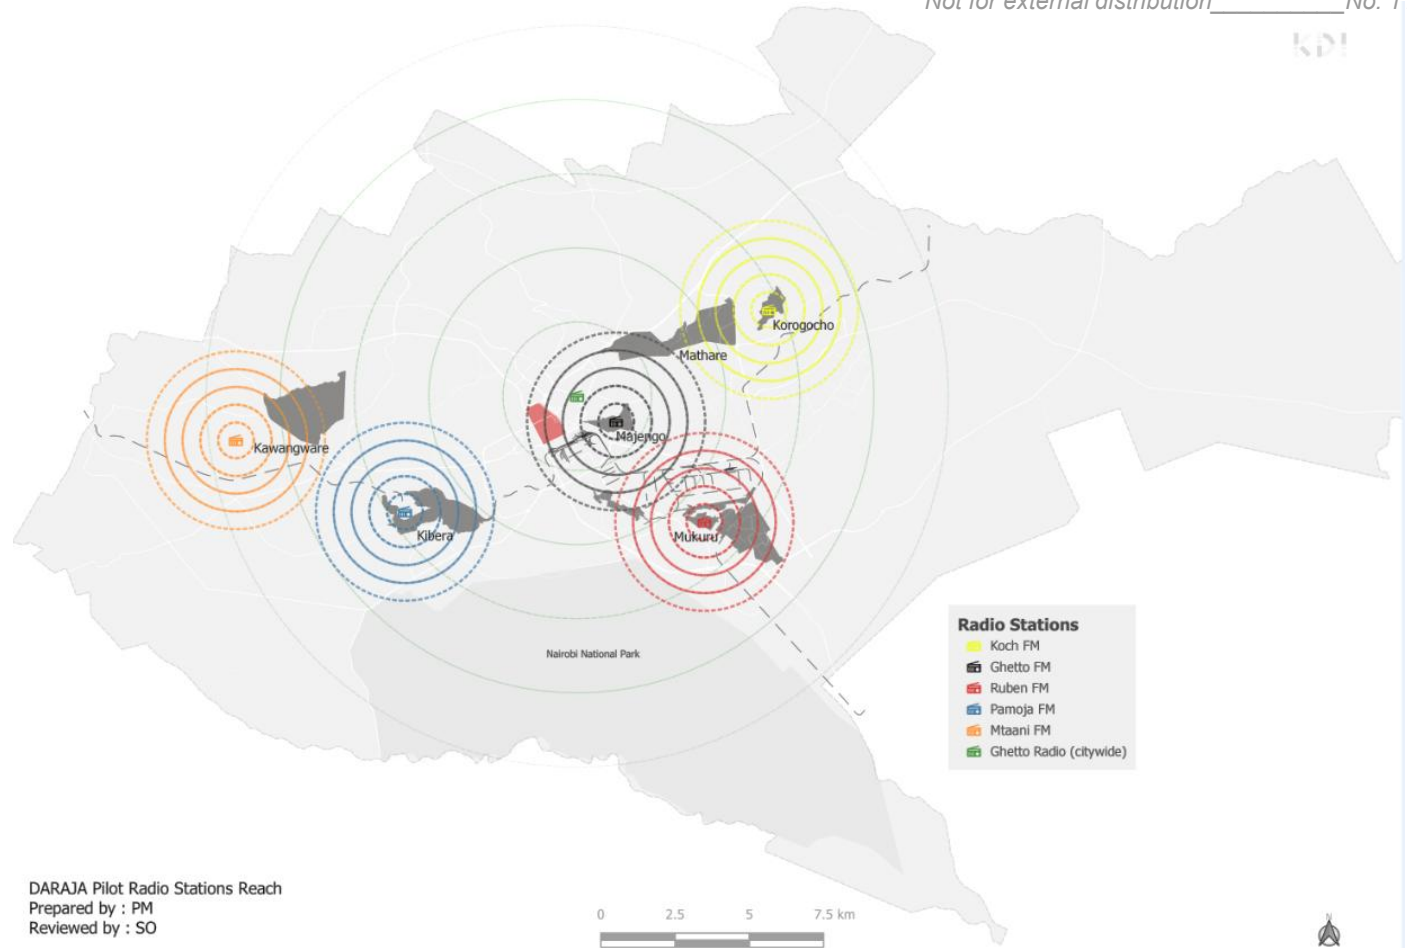 Not for external distribution___________No. 1
KDI
Korogocho
Mathare
Majengo
Kawangware
Kibera
Mukuru
Nairobi National Park
Radio Stations
Koch FM
Ghetto FM
Ruben FM
Pamoja FM
Mtaani FM
Ghetto Radio (citywide)
DARAJA Pilot Radio Stations Reach
Prepared by : PM
Reviewed by : SO
0 2.5 5 7.5 km
N